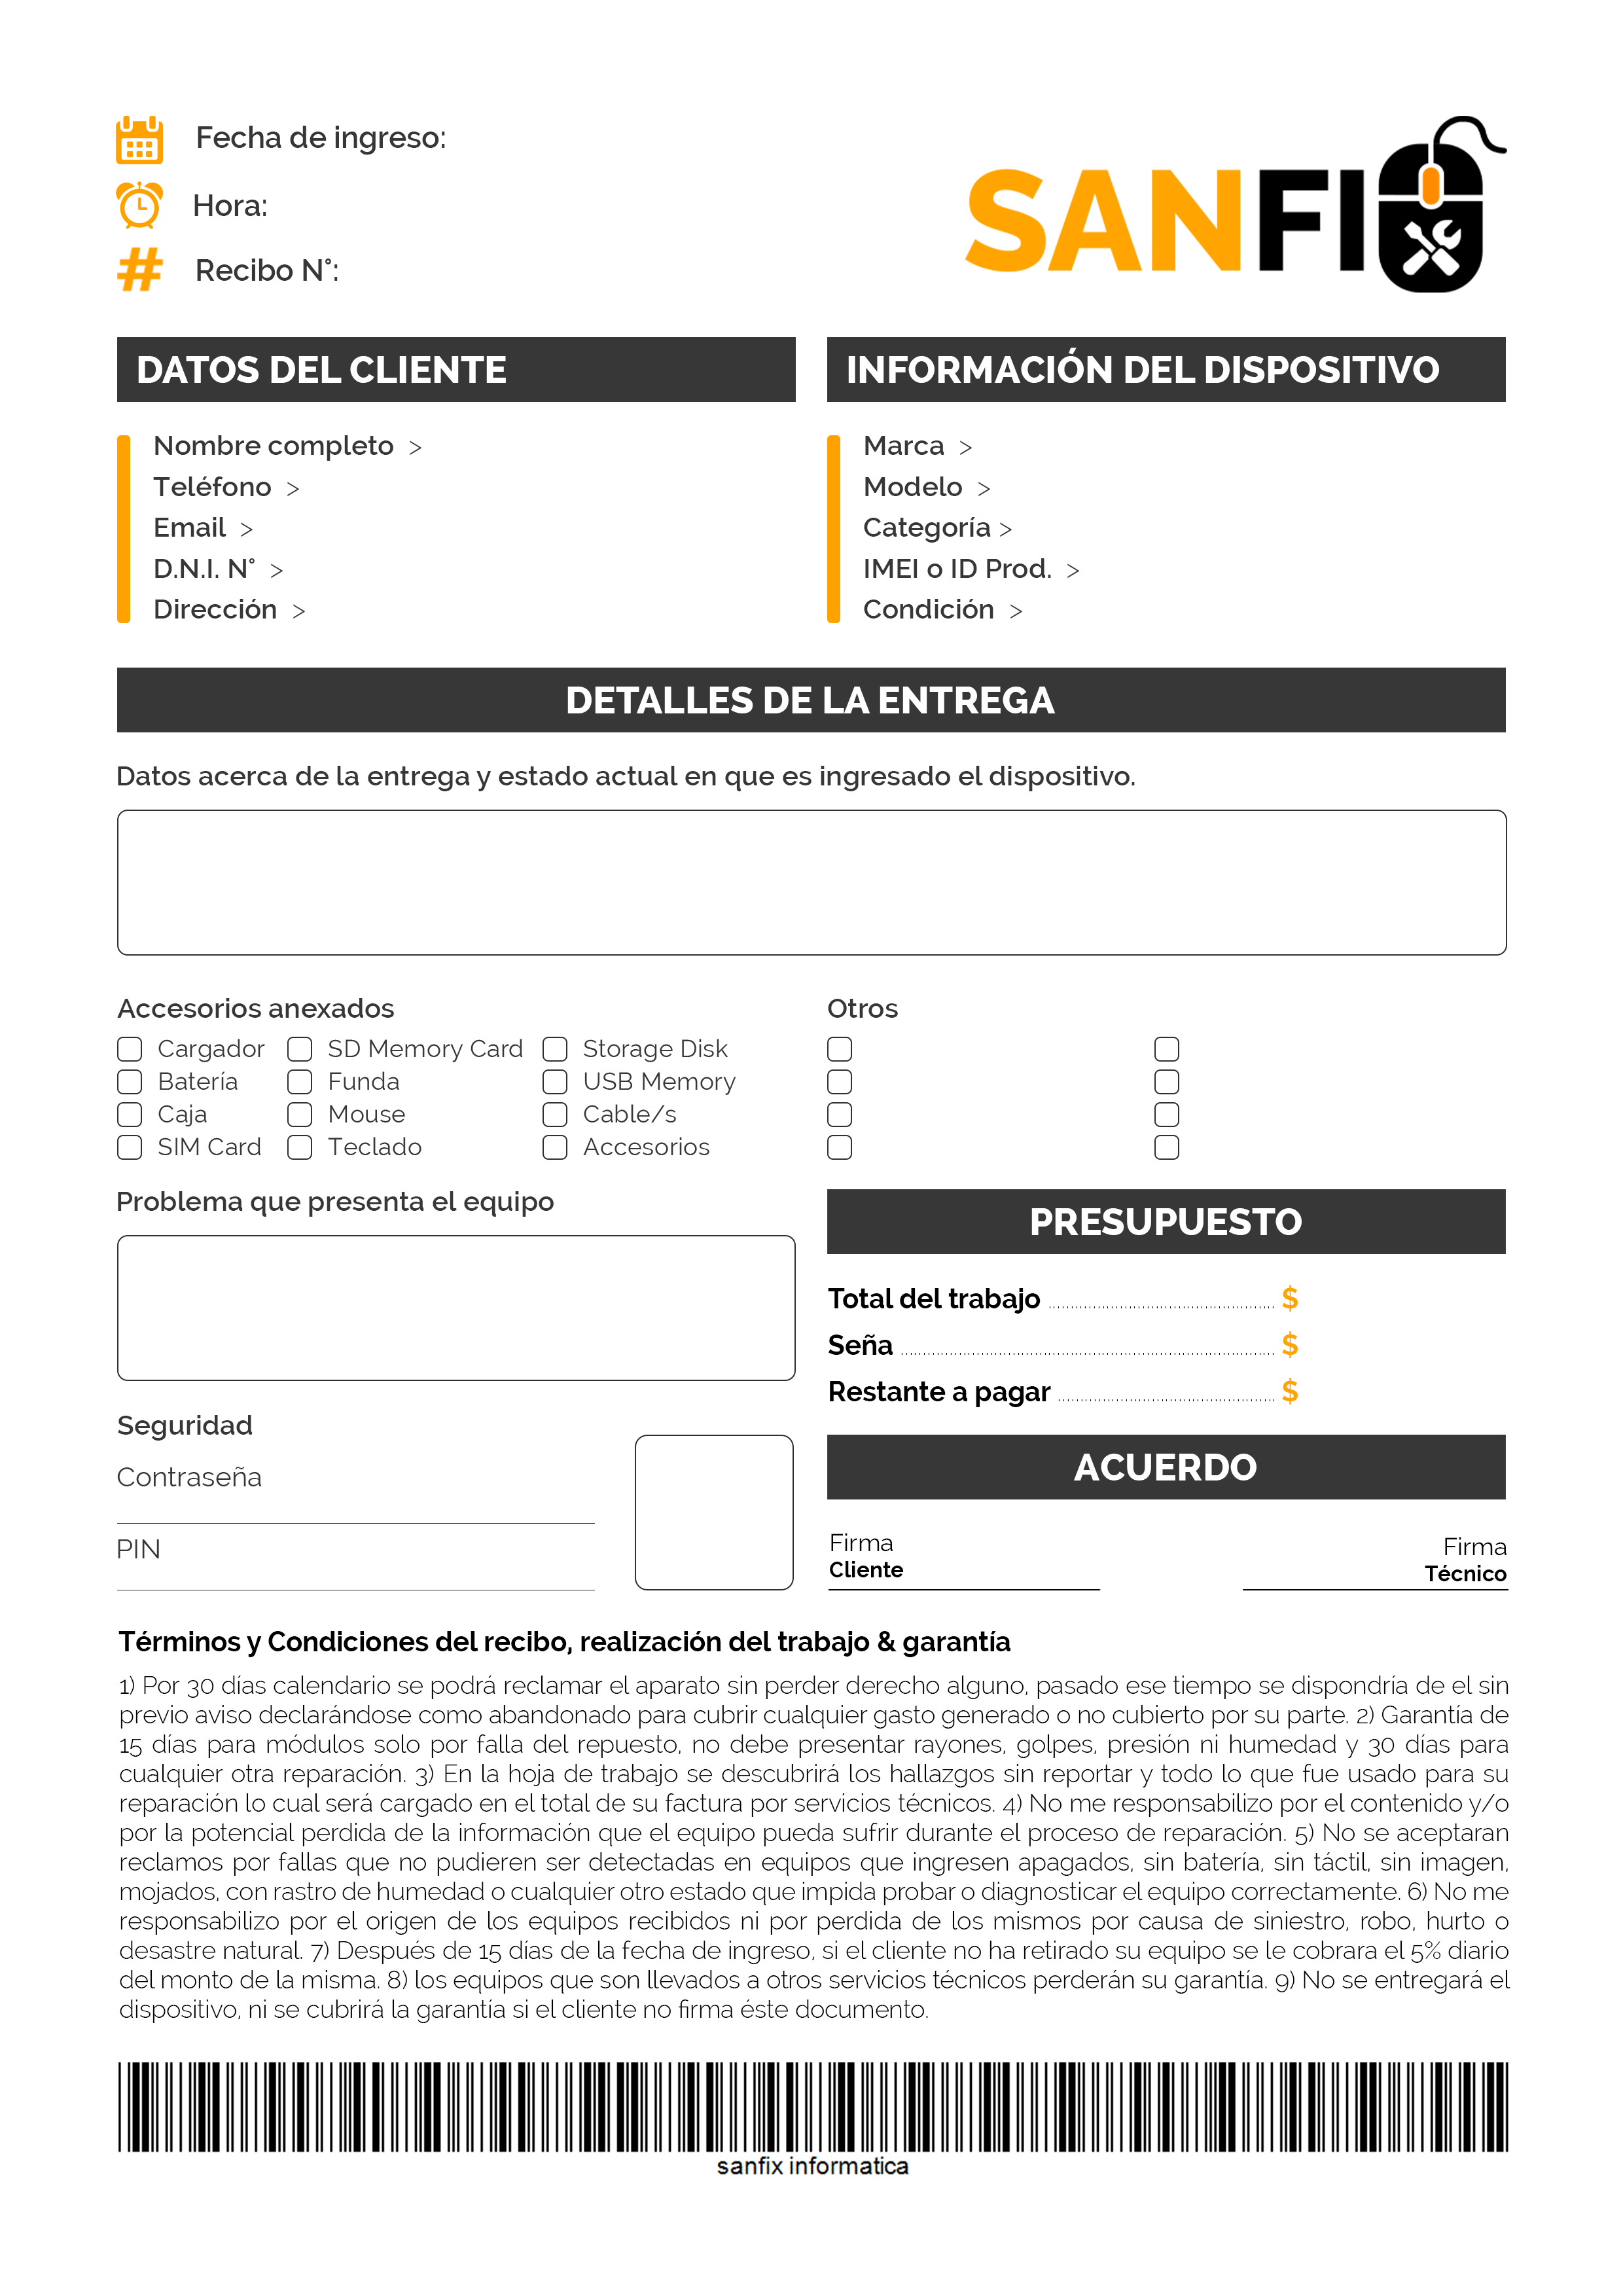 Fecha de ingreso:
Hora:
Recibo N°:
SANFI
DATOS DEL CLIENTE
Nombre completo >
Teléfono >
Email >
D.N.I. N° >
Dirección >
INFORMACIÓN DEL DISPOSITIVO
Marca >
Modelo >
Categoría >
IMEI o ID Prod. >
Condición >
DETALLES DE LA ENTREGA
Datos acerca de la entrega y estado actual en que es ingresado el dispositivo.
Accesorios anexados
Cargador SD Memory Card Storage Disk
Batería Funda USB Memory
Caja Mouse Cable/s
SIM Card Teclado Accesorios
Otros
Problema que presenta el equipo
Seguridad
Contraseña
PIN
PRESUPUESTO
Total del trabajo $
Seña $
Restante a pagar $
ACUERDO
Firma
Cliente
Firma
Técnico
Términos y Condiciones del recibo, realización del trabajo & garantía
1) Por 30 días calendario se podrá reclamar el aparato sin perder derecho alguno, pasado ese tiempo se dispondría de el sin
previo aviso declarándose como abandonado para cubrir cualquier gasto generado o no cubierto por su parte. 2) Garantía de
15 días para módulos solo por falla del repuesto, no debe presentar rayones, golpes, presión ni humedad y 30 días para
cualquier otra reparación. 3) En la hoja de trabajo se descubrirá los hallazgos sin reportar y todo lo que fue usado para su
reparación lo cual será cargado en el total de su factura por servicios técnicos. 4) No me responsabilizo por el contenido y/o
por la potencial perdida de la información que el equipo pueda sufrir durante el proceso de reparación. 5) No se aceptaran
reclamos por fallas que no pudieren ser detectadas en equipos que ingresen apagados, sin batería, sin táctil, sin imagen,
mojados, con rastro de humedad o cualquier otro estado que impida probar o diagnosticar el equipo correctamente. 6) No me
responsabilizo por el origen de los equipos recibidos ni por perdida de los mismos por causa de siniestro, robo, hurto o
desastre natural. 7) Después de 15 días de la fecha de ingreso, si el cliente no ha retirado su equipo se le cobrara el 5% diario
del monto de la misma. 8) los equipos que son llevados a otros servicios técnicos perderán su garantía. 9) No se entregará el
dispositivo, ni se cubrirá la garantía si el cliente no firma éste documento.
sanfix informatica